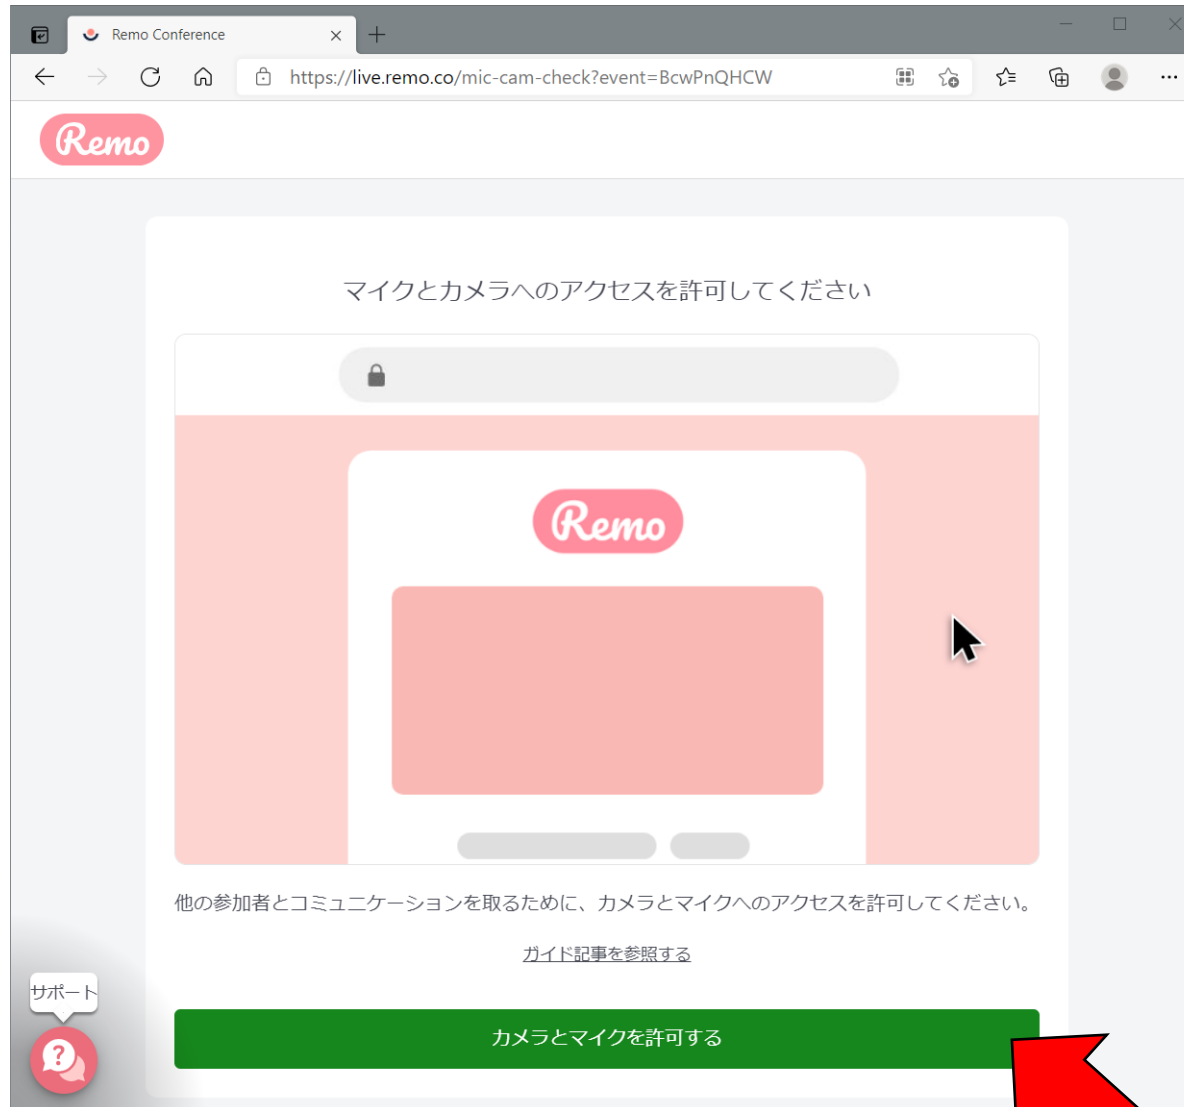 Remo Conference
https://live.remo.co/mic-cam-check?event=BcwPnQHCW
Remo
マイクとカメラへのアクセスを許可してください
Remo
他の参加者とコミュニケーションを取るために、カメラとマイクへのアクセスを許可してください。
ガイド記事を参照する
サポート
カメラとマイクを許可する